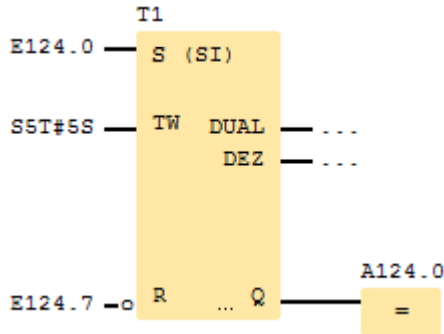 T1
E124.0 S (SI)
S5T#5S TW DUAL ...
DEZ ...
A124.0
E124.7 R ... Q =